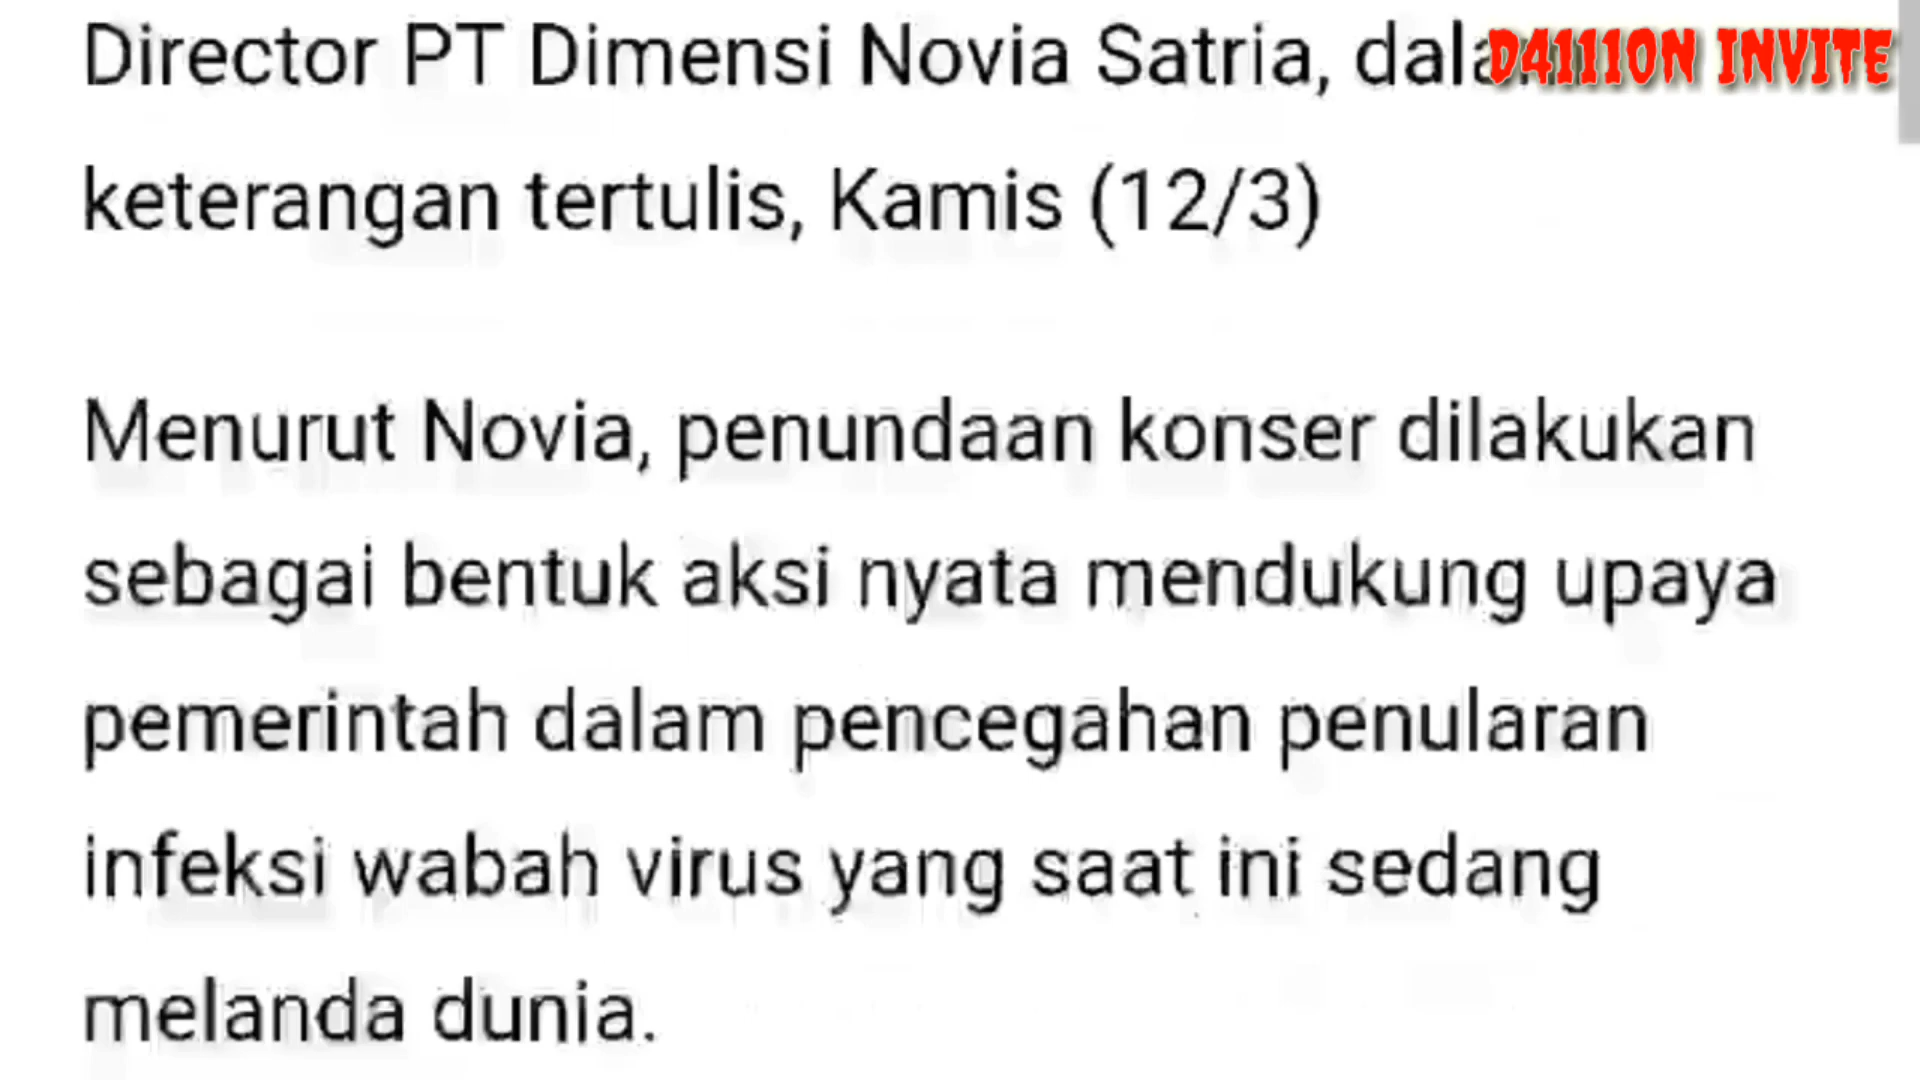 Director PT Dimensi Novia Satria, dala
D41110N INVITE
keterangan tertulis, Kamis (12/3)
Menurut Novia, penundaan konser dilakukan
sebagai bentuk aksi nyata mendukung upaya
pemerintah dalam pencegahan penularan
infeksi wabah virus yang saat ini sedang
melanda dunia.